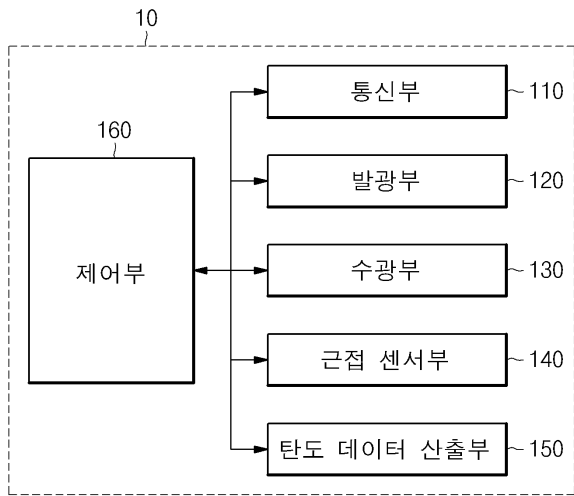 10
160
제어부
통신부 110
발광부 120
수광부 130
근접 센서부 140
탄도 데이터 산출부 150